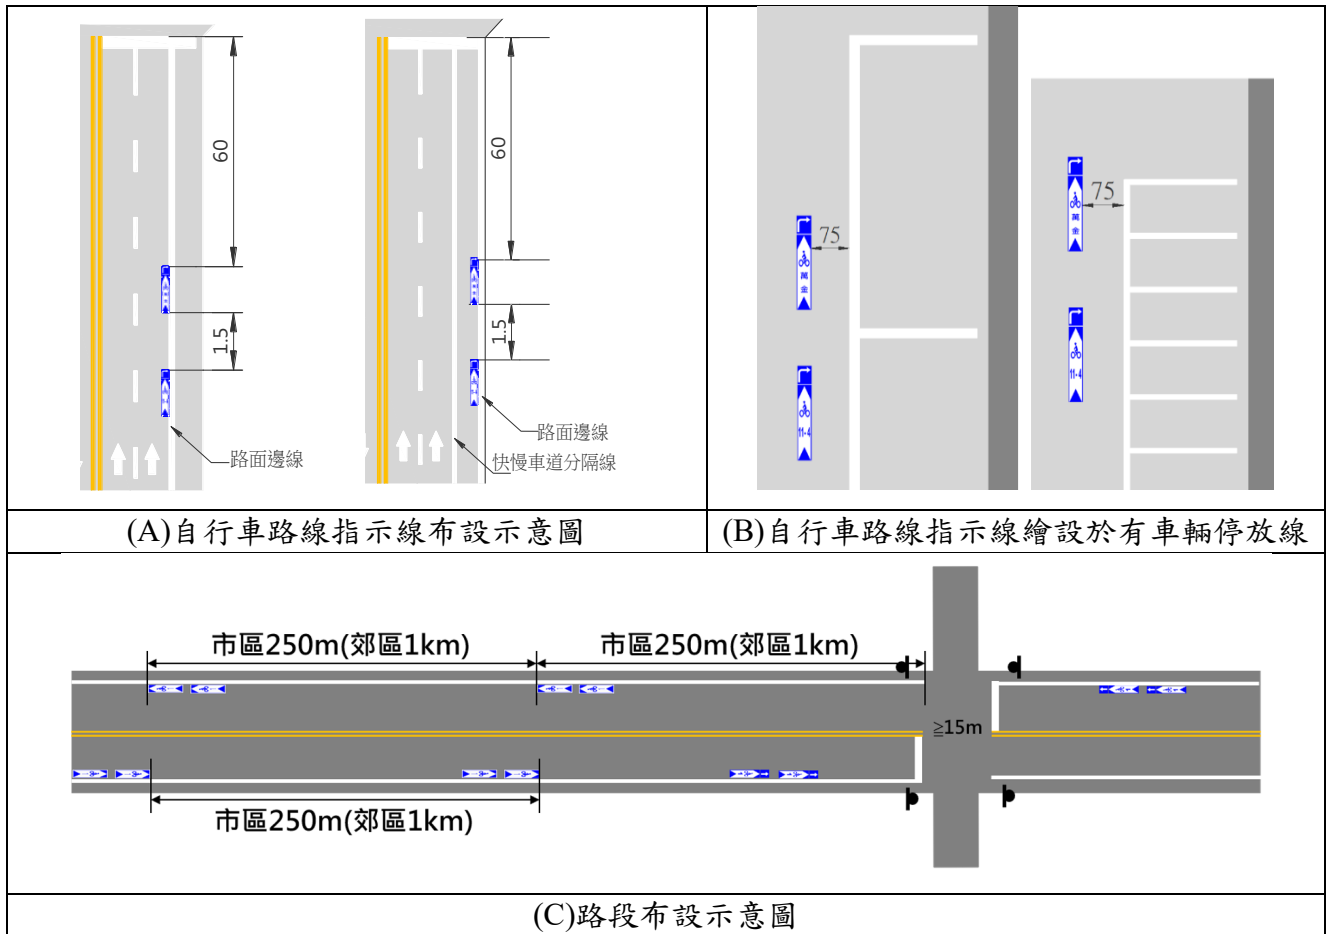 60
1.5
路面邊線
60
1.5
路面邊線
快慢車道分隔線
(A)自行車路線指示線布設示意圖
75
萬
金
11-4
75
萬
金
11-4
(B)自行車路線指示線繪設於有車輛停放線
市區250m(郊區1km)
市區250m(郊區1km)
≧15m
市區250m(郊區1km)
(C)路段布設示意圖